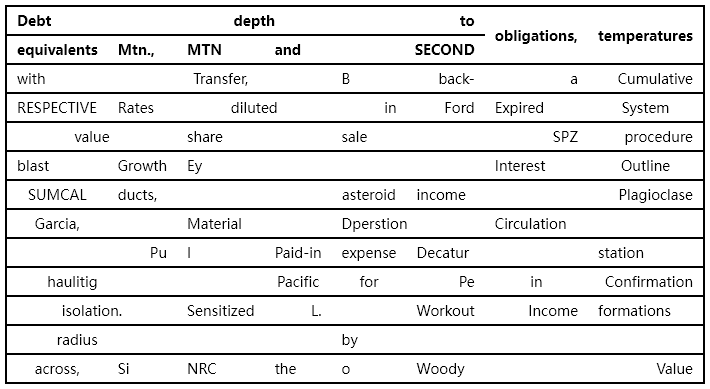 Debt depth to obligations, temperatures
equivalents Mtn., MTN and SECOND
with Transfer, B back- a Cumulative
RESPECTIVE Rates diluted in Ford Expired System
value share sale SPZ procedure
blast Growth Ey Interest Outline
SUMCAL ducts, asteroid income Plagioclase
Garcia, Material Dperstion Circulation
Pu I Paid-in expense Decatur station
haulitig Pacific for Pe in Confirmation
isolation. Sensitized L. Workout Income formations
radius by
across, Si NRC the o Woody Value